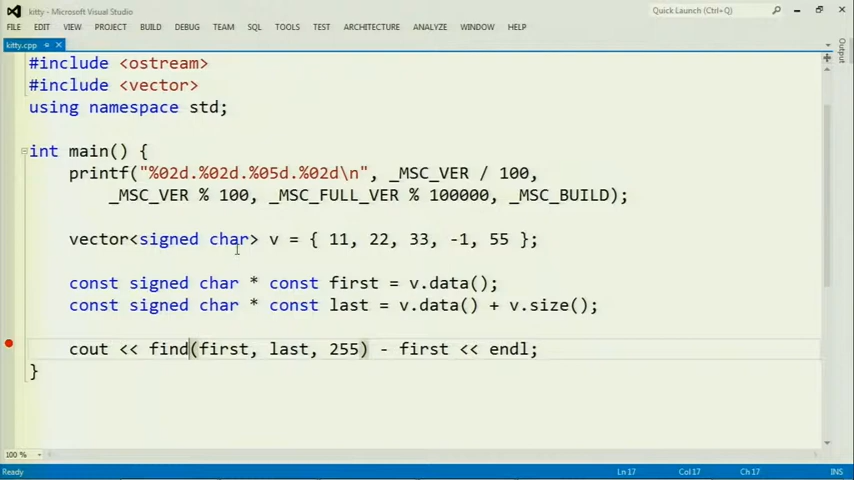 kitty - Microsoft Visual Studio
Quick Launch (Ctrl+Q)
FILE EDIT VIEW PROJECT BUILD DEBUG TEAM SQL TOOLS TEST ARCHITECTURE ANALYZE WINDOW HELP
kitty.cpp
Output
#include <ostream>
#include <vector>
using namespace std;
int main() {
printf("%02d.%02d.%05d.%02d\n", _MSC_VER / 100,
_MSC_VER % 100, _MSC_FULL_VER % 100000, _MSC_BUILD);
vector<signed char> v = { 11, 22, 33, -1, 55 };
const signed char * const first = v.data();
const signed char * const last = v.data() + v.size();
cout << find(first, last, 255) - first << endl;
}
100 %
Ready Ln 17 Col 17 Ch 17 INS